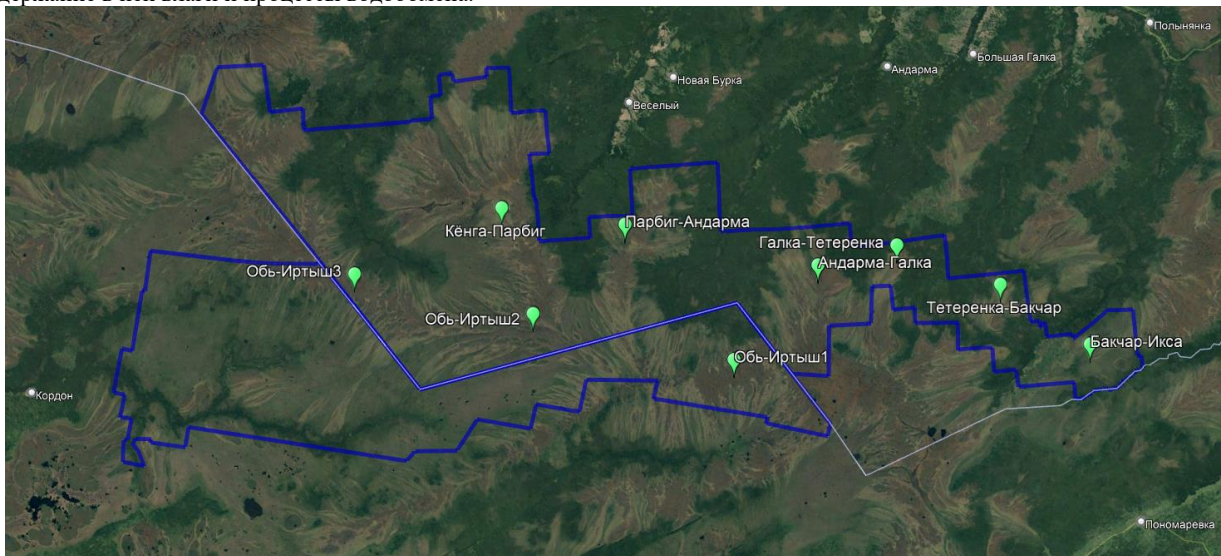 Полынянка
Большая Галка
Андарма
Новая Бурка
Веселый
Кёнга-Парбиг
Парбиг-Андарма
Галка-Тетеренка
Андарма-Галка
Обь-Иртыш3
Тетеренка-Бакчар
Обь-Иртыш2
Бакчар-Икса
Обь-Иртыш1
Кордон
Пономаревка